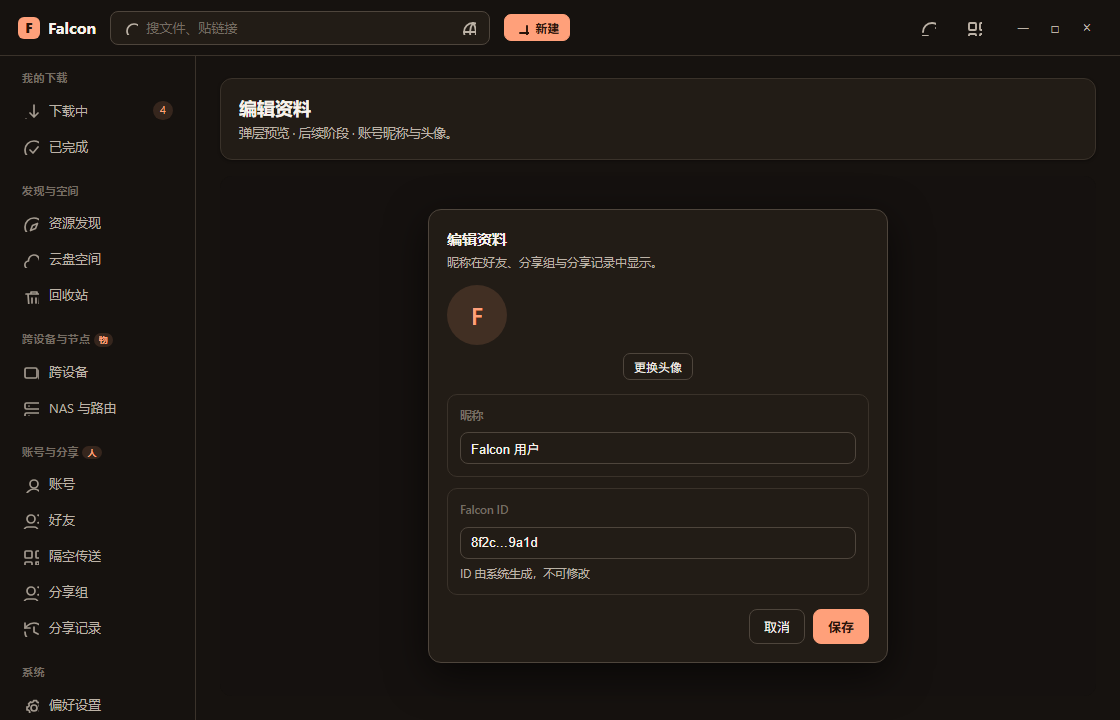 F Falcon
搜文件、贴链接
新建
我的下载
下载中 4
已完成
发现与空间
资源发现
云盘空间
回收站
跨设备与节点 物
跨设备
NAS 与路由
账号与分享 人
账号
好友
隔空传送
分享组
分享记录
系统
偏好设置
编辑资料
弹层预览 · 后续阶段 · 账号昵称与头像。
编辑资料
昵称在好友、分享组与分享记录中显示。
F
更换头像
昵称
Falcon 用户
Falcon ID
8f2c…9a1d
ID 由系统生成，不可修改
取消 保存